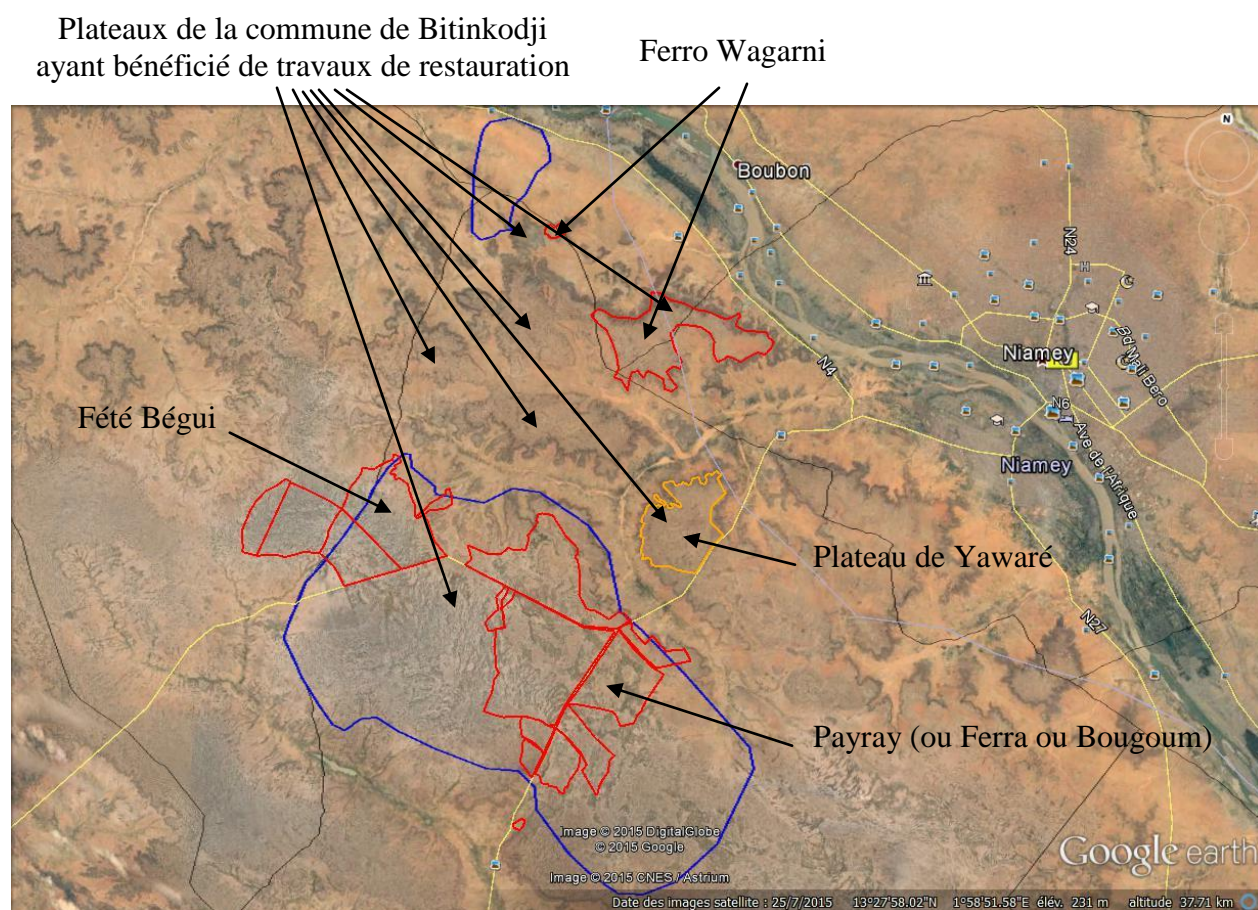 Plateaux de la commune de Bitinkodji
ayant bénéficié de travaux de restauration
Ferro Wagarni
N
Boubon
N24
H
Bd Mali Bero
Niamey
N4
N6
Fété Bégui
Ave de l'Afrique
Niamey
Plateau de Yawaré
N27
Payray (ou Ferra ou Bougoum)
Image © 2015 DigitalGlobe
© 2015 Google
Image © 2015 CNES / Astrium
Google earth
Date des images satellite : 25/7/2015 13°27'58.02"N 1°58'51.58"E élév. 231 m altitude 37.71 km